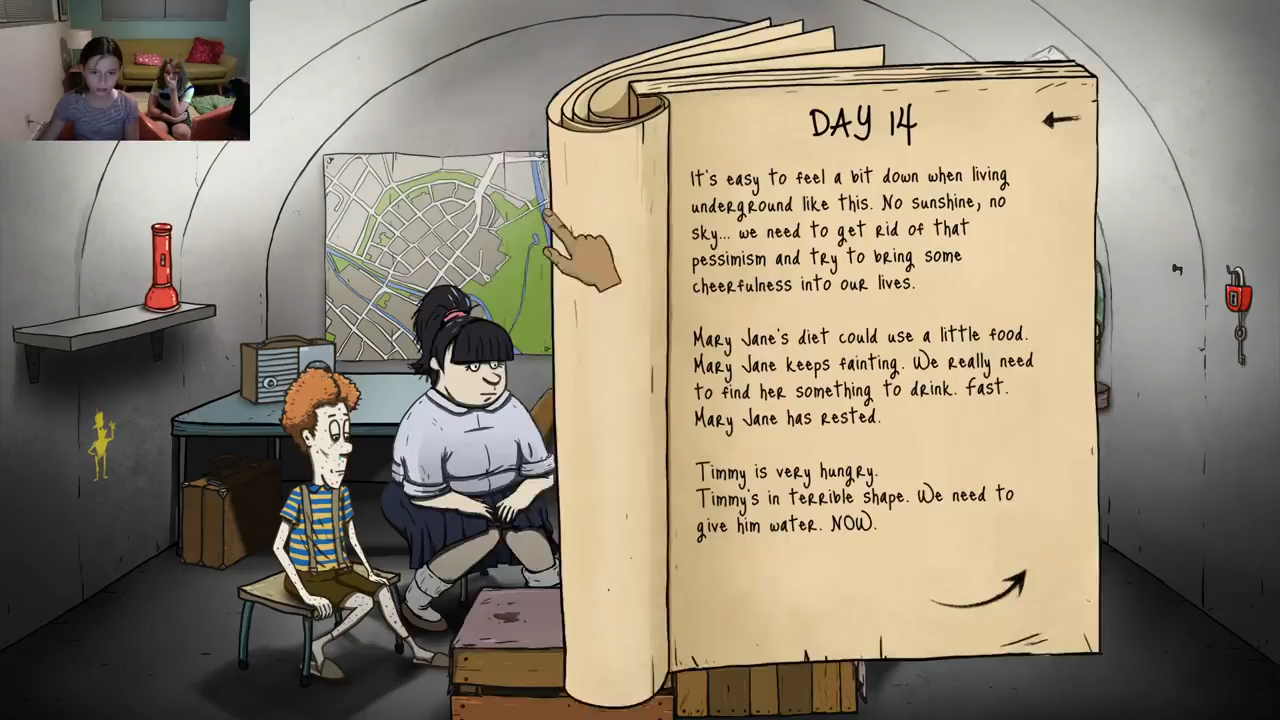 DAY 14
It's easy to feel a bit down when living
underground like this. No sunshine, no
sky... we need to get rid of that
pessimism and try to bring some
cheerfulness into our lives.
Mary Jane's diet could use a little food.
Mary Jane keeps fainting. We really need
to find her something to drink. Fast.
Mary Jane has rested.
Timmy is very hungry.
Timmy's in terrible shape. We need to
give him water. NOW.